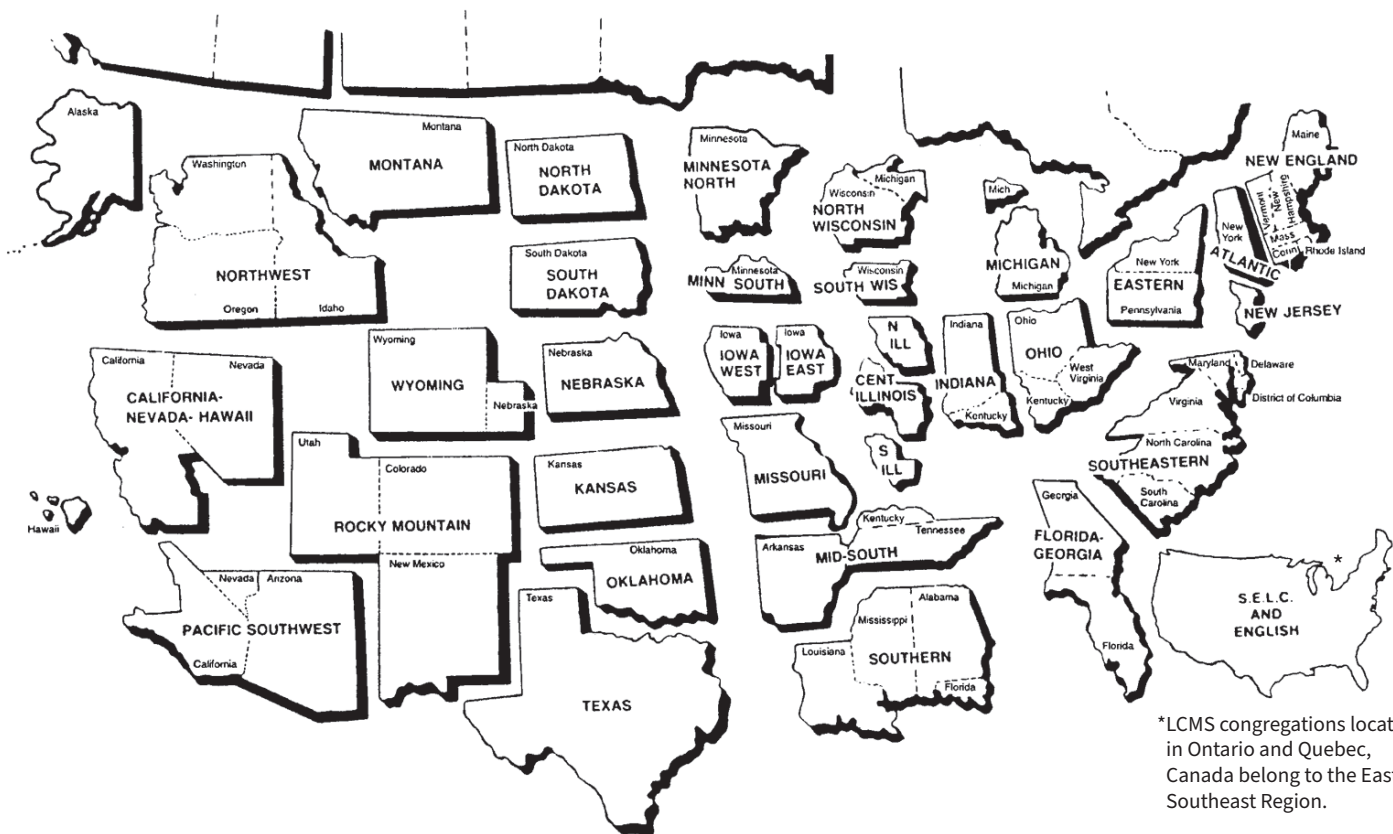 Alaska
Washington
NORTHWEST
Oregon
Idaho
Montana
MONTANA
North Dakota
NORTH
DAKOTA
South Dakota
SOUTH
DAKOTA
Minnesota
MINNESOTA
NORTH
Minnesota
MINN SOUTH
Michigan
Wisconsin
NORTH
WISCONSIN
Wisconsin
SOUTH WIS
Mich
MICHIGAN
Michigan
Maine
NEW ENGLAND
Vermont
New
Hampshire
Mass
Conn
Rhode Island
New
York
ATLANTIC
New York
EASTERN
Pennsylvania
NEW JERSEY
California
Nevada
CALIFORNIA-
NEVADA- HAWAII
Hawaii
Wyoming
WYOMING
Nebraska
Nebraska
NEBRASKA
Iowa
IOWA
WEST
Iowa
IOWA
EAST
N
ILL
CENT
ILLINOIS
S
ILL
Indiana
INDIANA
Kentucky
Ohio
OHIO
West
Virginia
Kentucky
Maryland
Delaware
District of Columbia
Virginia
North Carolina
SOUTHEASTERN
South
Carolina
Utah
Colorado
ROCKY MOUNTAIN
New Mexico
Kansas
KANSAS
Missouri
MISSOURI
Oklahoma
OKLAHOMA
Arkansas
Kentucky
Tennessee
MID-SOUTH
Georgia
FLORIDA-
GEORGIA
Florida
Nevada
Arizona
PACIFIC SOUTHWEST
California
Texas
TEXAS
Louisiana
Mississippi
Alabama
SOUTHERN
Florida
*
S.E.L.C.
AND
ENGLISH
*LCMS congregations locat
in Ontario and Quebec,
Canada belong to the Eas
Southeast Region.